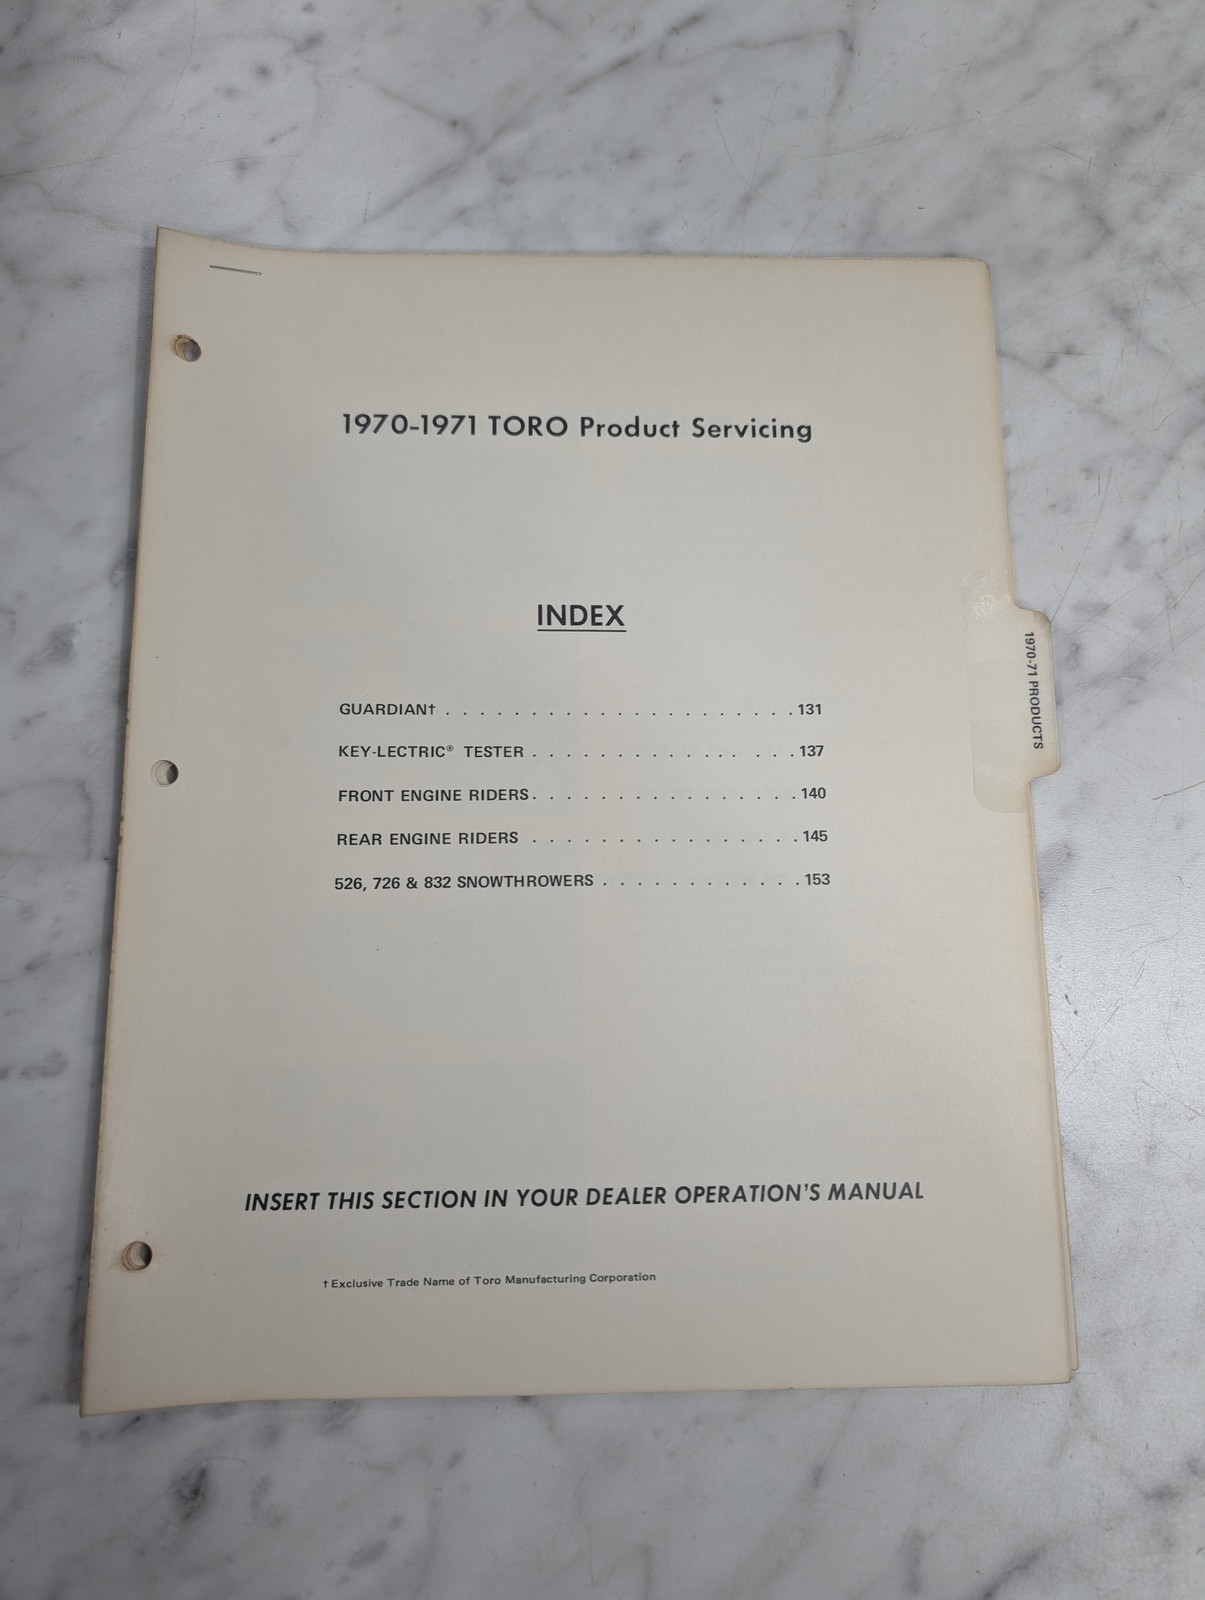 1970-1971 TORO Product Servicing
INDEX
GUARDIAN† . . . . . . . . . . . . . . . . . . . . . . 131
KEY-LECTRIC® TESTER . . . . . . . . . . . . . . . . . 137
FRONT ENGINE RIDERS. . . . . . . . . . . . . . . . 140
REAR ENGINE RIDERS . . . . . . . . . . . . . . . . 145
526, 726 & 832 SNOWTHROWERS . . . . . . . . . . . . 153
1970-71 PRODUCTS
INSERT THIS SECTION IN YOUR DEALER OPERATION'S MANUAL
† Exclusive Trade Name of Toro Manufacturing Corporation